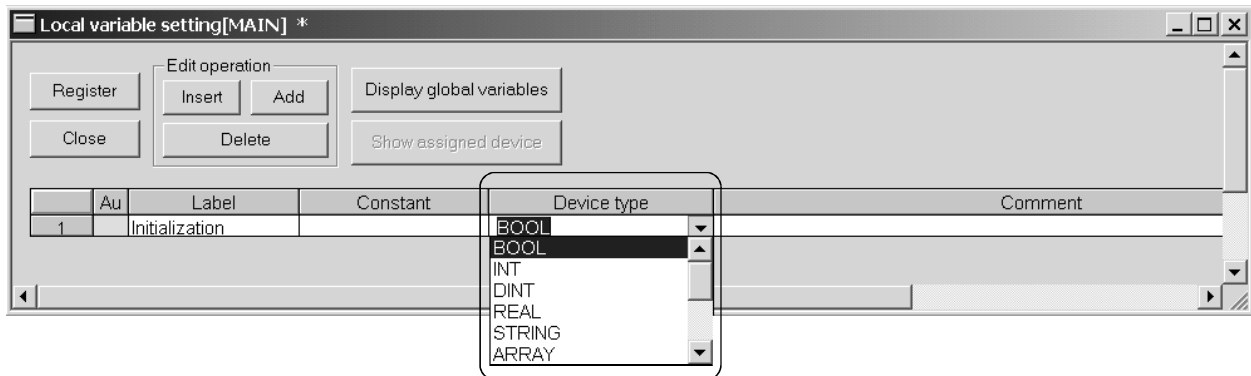 Local variable setting[MAIN] *
Edit operation
Register
Insert
Add
Display global variables
Close
Delete
Show assigned device
Au
Label
Constant
Device type
Comment
1
Initialization
BOOL
BOOL
INT
DINT
REAL
STRING
ARRAY